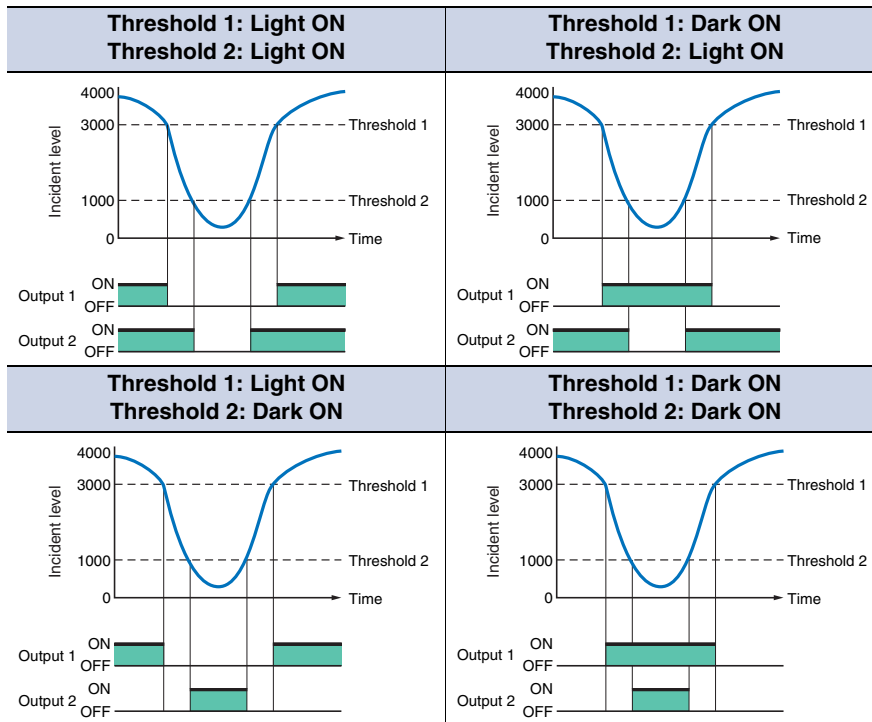 Threshold 1: Light ON
Threshold 2: Light ON
Threshold 1: Dark ON
Threshold 2: Light ON
4000
3000
1000
0
Incident level
Threshold 1
Threshold 2
Time
Output 1
ON
OFF
Output 2
ON
OFF
4000
3000
1000
0
Incident level
Threshold 1
Threshold 2
Time
Output 1
ON
OFF
Output 2
ON
OFF
Threshold 1: Light ON
Threshold 2: Dark ON
Threshold 1: Dark ON
Threshold 2: Dark ON
4000
3000
1000
0
Incident level
Threshold 1
Threshold 2
Time
Output 1
ON
OFF
Output 2
ON
OFF
4000
3000
1000
0
Incident level
Threshold 1
Threshold 2
Time
Output 1
ON
OFF
Output 2
ON
OFF